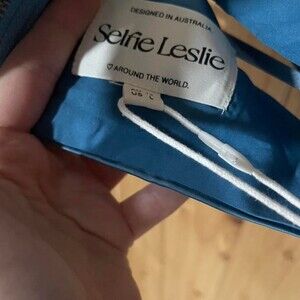 DESIGNED IN AUSTRALIA
Selfie Leslie
♡ AROUND THE WORLD.